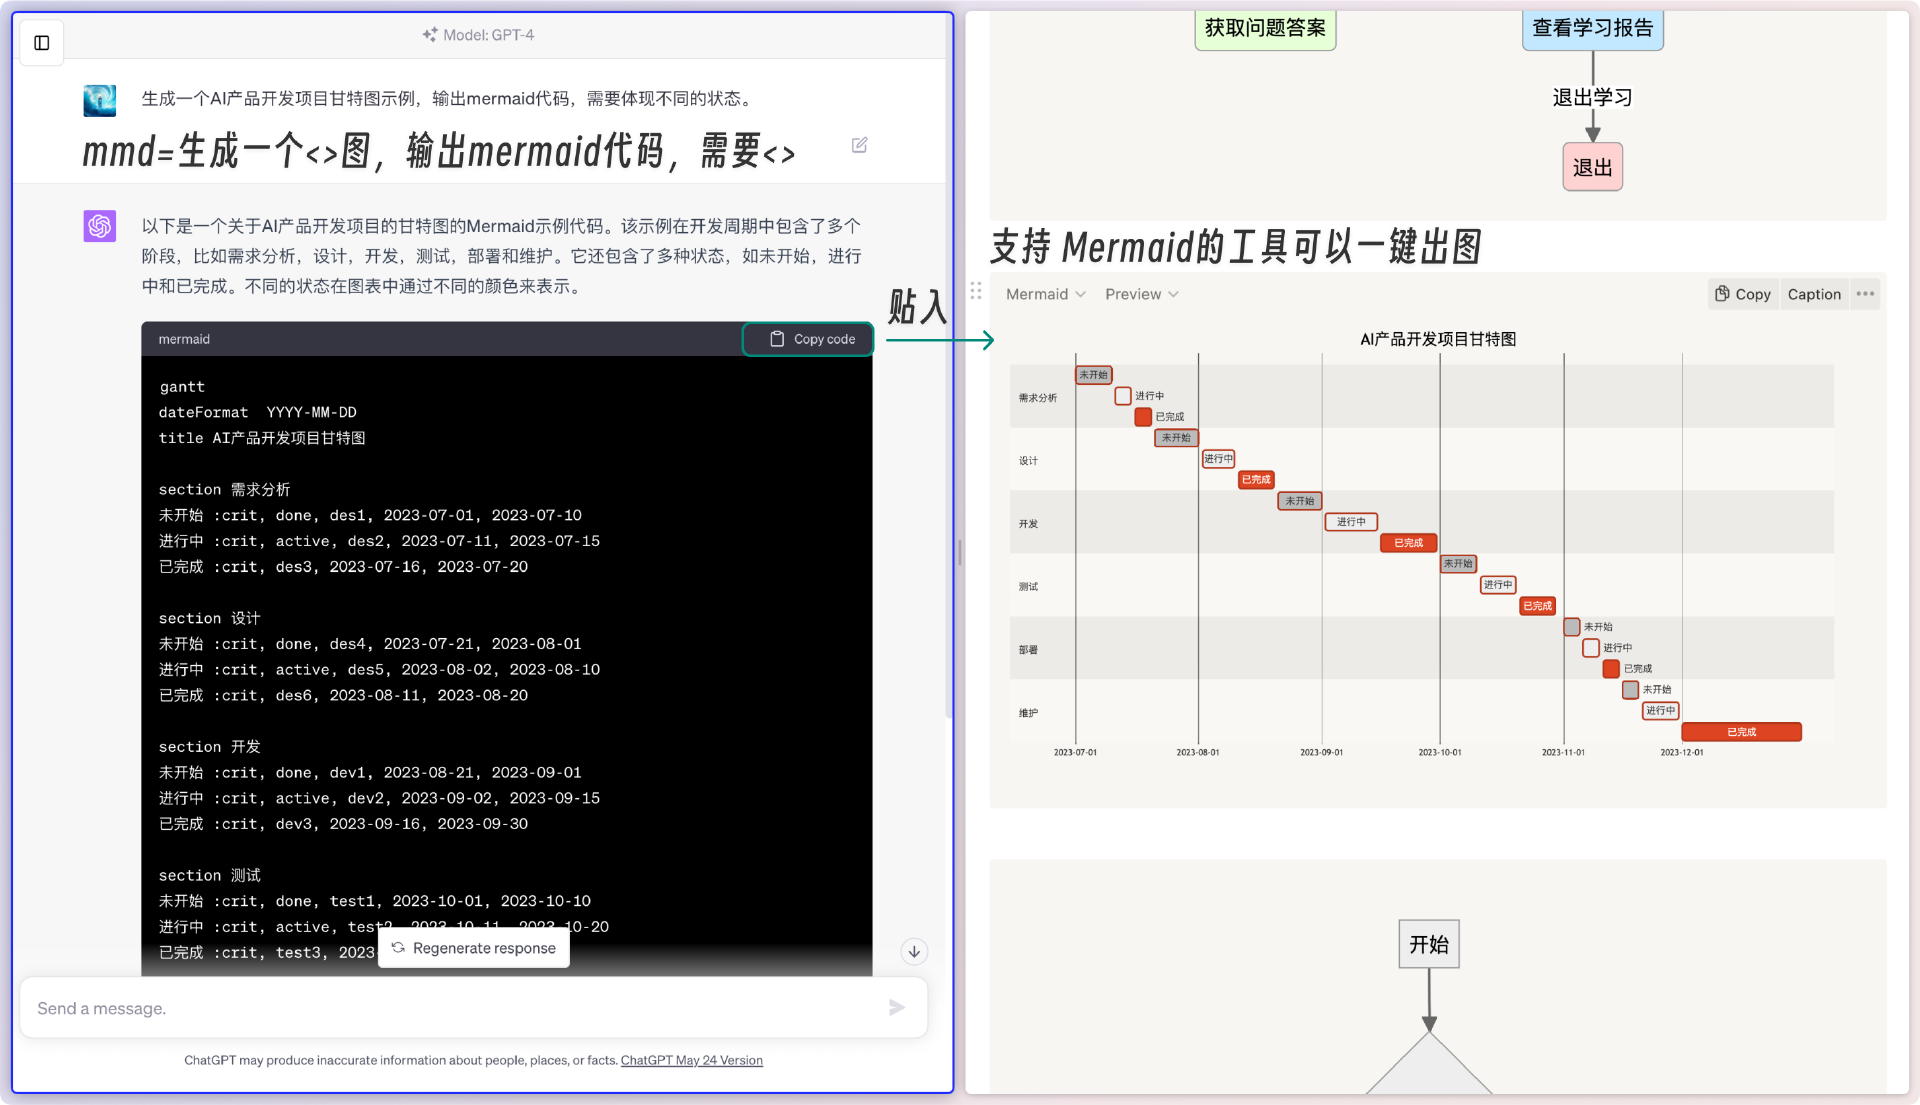 Model: GPT-4
生成一个AI产品开发项目甘特图示例，输出mermaid代码，需要体现不同的状态。
mmd=生成一个<>图，输出mermaid代码，需要<>
以下是一个关于AI产品开发项目的甘特图的Mermaid示例代码。该示例在开发周期中包含了多个
阶段，比如需求分析，设计，开发，测试，部署和维护。它还包含了多种状态，如未开始，进行
中和已完成。不同的状态在图表中通过不同的颜色来表示。
mermaid
Copy code
gantt
dateFormat  YYYY-MM-DD
title AI产品开发项目甘特图
section 需求分析
未开始 :crit, done, des1, 2023-07-01, 2023-07-10
进行中 :crit, active, des2, 2023-07-11, 2023-07-15
已完成 :crit, des3, 2023-07-16, 2023-07-20
section 设计
未开始 :crit, done, des4, 2023-07-21, 2023-08-01
进行中 :crit, active, des5, 2023-08-02, 2023-08-10
已完成 :crit, des6, 2023-08-11, 2023-08-20
section 开发
未开始 :crit, done, dev1, 2023-08-21, 2023-09-01
进行中 :crit, active, dev2, 2023-09-02, 2023-09-15
已完成 :crit, dev3, 2023-09-16, 2023-09-30
section 测试
未开始 :crit, done, test1, 2023-10-01, 2023-10-10
进行中 :crit, active, test2, 2023-10-11, 2023-10-20
已完成 :crit, test3, 2023
Regenerate response
Send a message.
ChatGPT may produce inaccurate information about people, places, or facts. ChatGPT May 24 Version
贴入
获取问题答案
查看学习报告
退出学习
退出
支持 Mermaid的工具可以一键出图
Mermaid
Preview
Copy
Caption
AI产品开发项目甘特图
需求分析
未开始
进行中
已完成
设计
未开始
进行中
已完成
开发
未开始
进行中
已完成
测试
未开始
进行中
已完成
部署
未开始
进行中
已完成
维护
未开始
进行中
已完成
2023-07-01
2023-08-01
2023-09-01
2023-10-01
2023-11-01
2023-12-01
开始